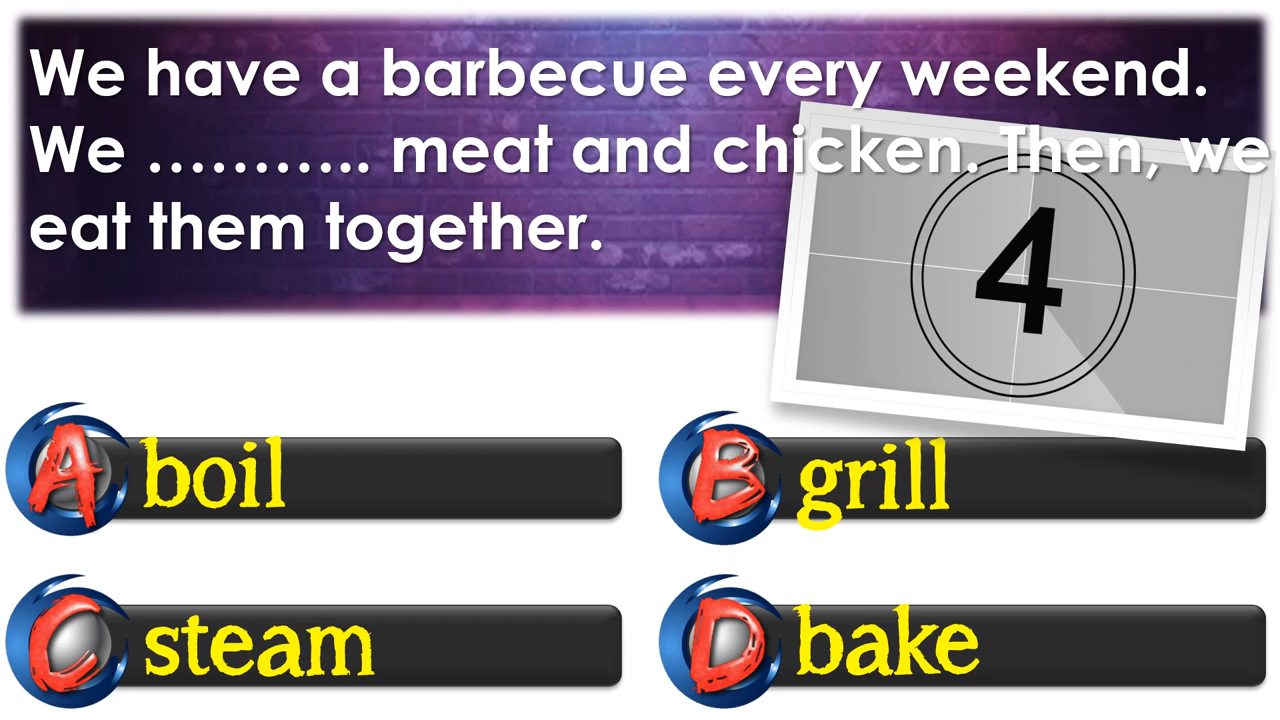 We have a barbecue every weekend.
We ……….. meat and chicken. Then, we
eat them together.
4
A boil
B grill
C steam
D bake